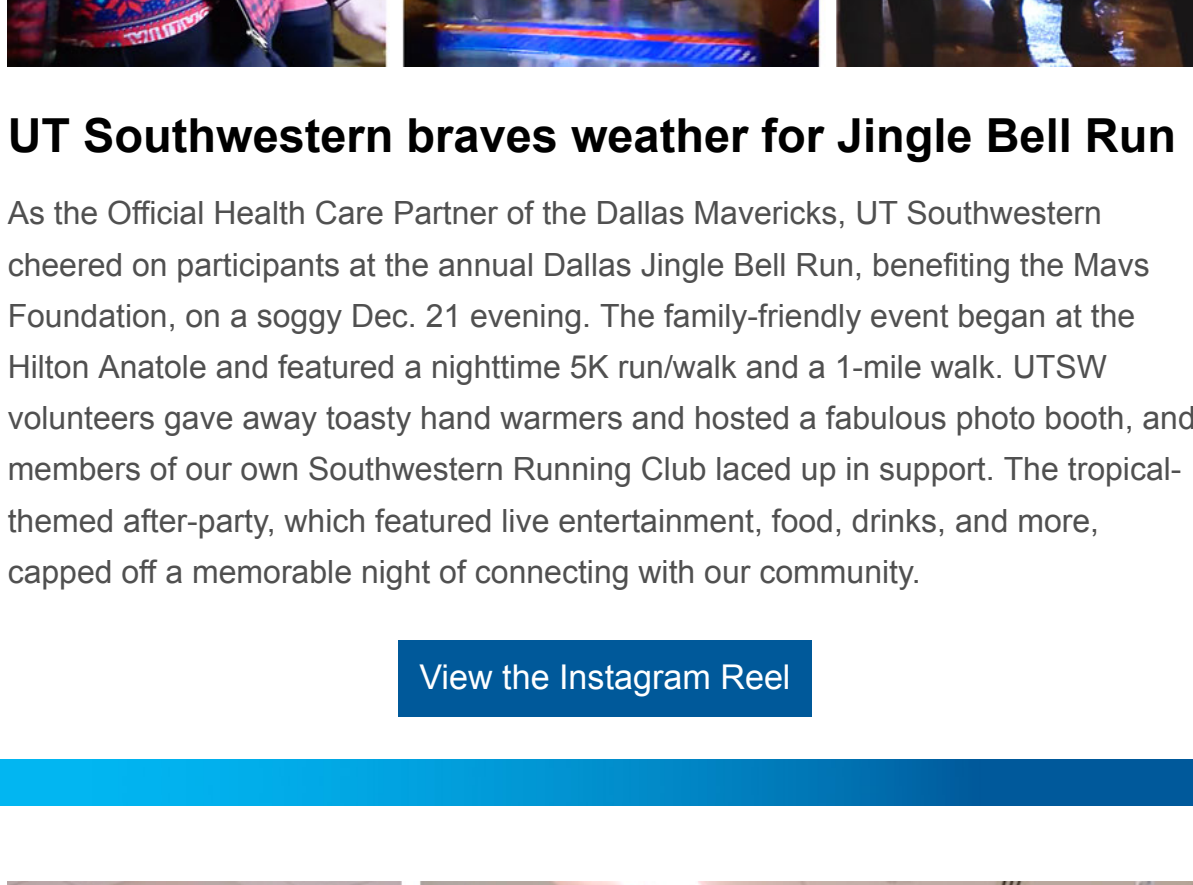 UT Southwestern braves weather for Jingle Bell Run
As the Official Health Care Partner of the Dallas Mavericks, UT Southwestern
cheered on participants at the annual Dallas Jingle Bell Run, benefiting the Mavs
Foundation, on a soggy Dec. 21 evening. The family-friendly event began at the
Hilton Anatole and featured a nighttime 5K run/walk and a 1-mile walk. UTSW
volunteers gave away toasty hand warmers and hosted a fabulous photo booth, and
members of our own Southwestern Running Club laced up in support. The tropical-
themed after-party, which featured live entertainment, food, drinks, and more,
capped off a memorable night of connecting with our community.
View the Instagram Reel